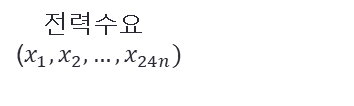 전력수요
(x₁, x₂, ..., x₂₄ₙ)